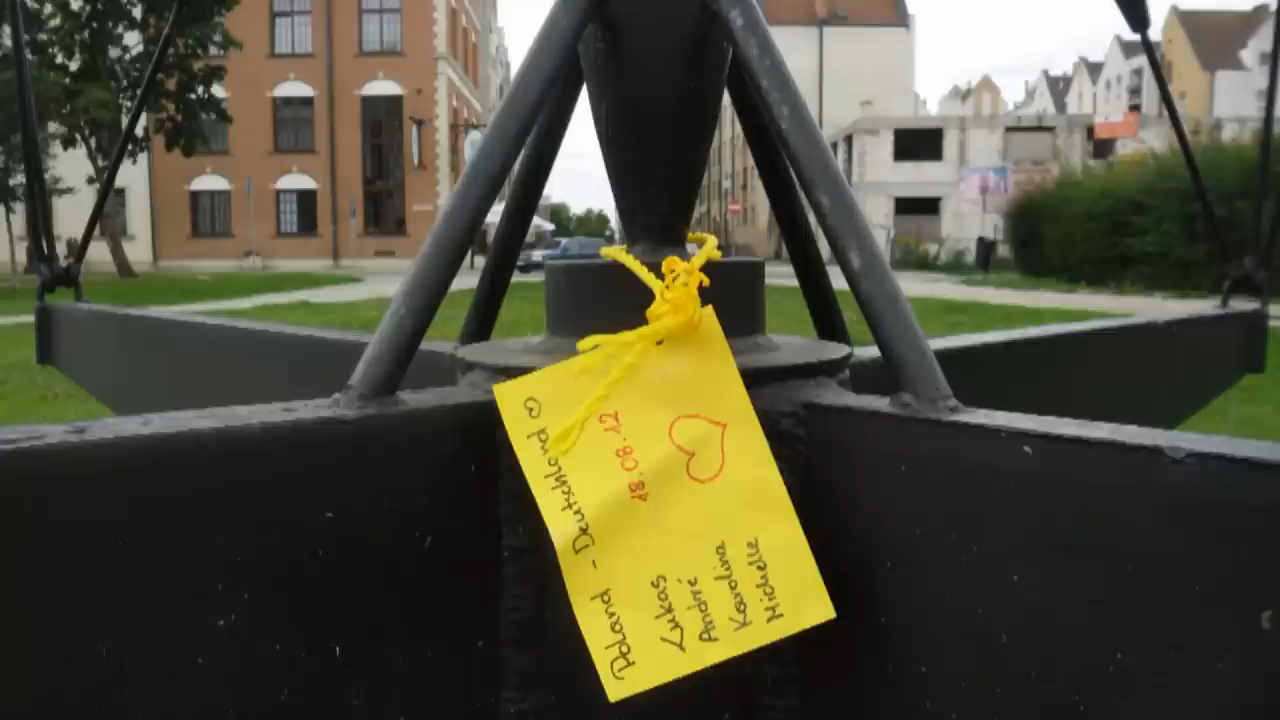 Poland - Deutschland
18.08.12
Lukas
André
Karolina
Michelle